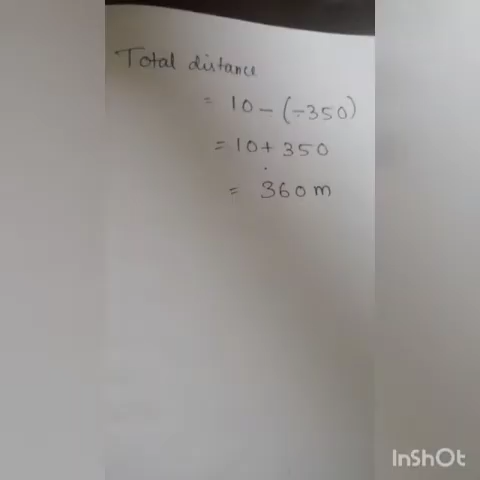 Total distance
= 10 - (-350)
= 10 + 350
= 360 m
InShOt